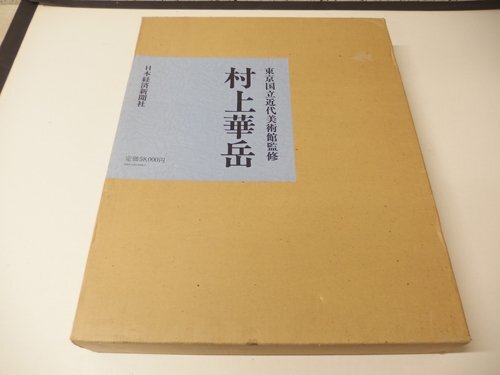 東京国立近代美術館監修
村上華岳
日本経済新聞社
定価58,000円